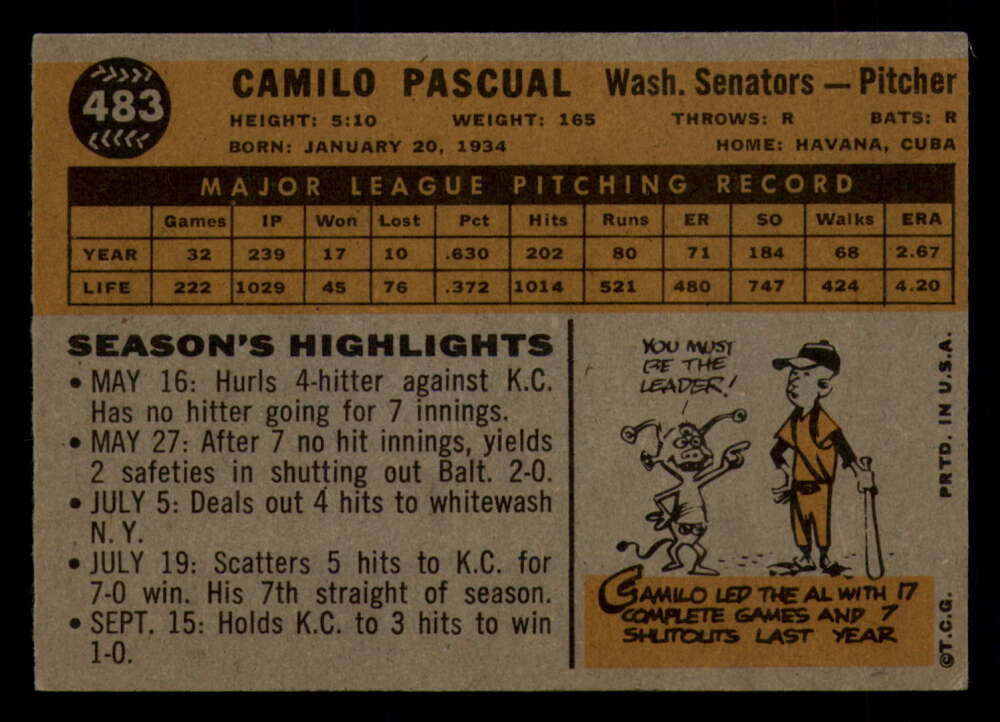 483
CAMILO PASCUAL Wash. Senators — Pitcher
HEIGHT: 5:10 WEIGHT: 165 THROWS: R BATS: R
BORN: JANUARY 20, 1934 HOME: HAVANA, CUBA
MAJOR LEAGUE PITCHING RECORD
Games IP Won Lost Pct Hits Runs ER SO Walks ERA
YEAR 32 239 17 10 .630 202 80 71 184 68 2.67
LIFE 222 1029 45 76 .372 1014 521 480 747 424 4.20
SEASON'S HIGHLIGHTS
• MAY 16: Hurls 4-hitter against K.C.
Has no hitter going for 7 innings.
• MAY 27: After 7 no hit innings, yields
2 safeties in shutting out Balt. 2-0.
• JULY 5: Deals out 4 hits to whitewash
N. Y.
• JULY 19: Scatters 5 hits to K.C. for
7-0 win. His 7th straight of season.
• SEPT. 15: Holds K.C. to 3 hits to win
1-0.
YOU MUST
BE THE
LEADER!
CAMILO LED THE AL WITH 17
COMPLETE GAMES AND 7
SHUTOUTS LAST YEAR
©T.C.G. PRTD. IN U.S.A.